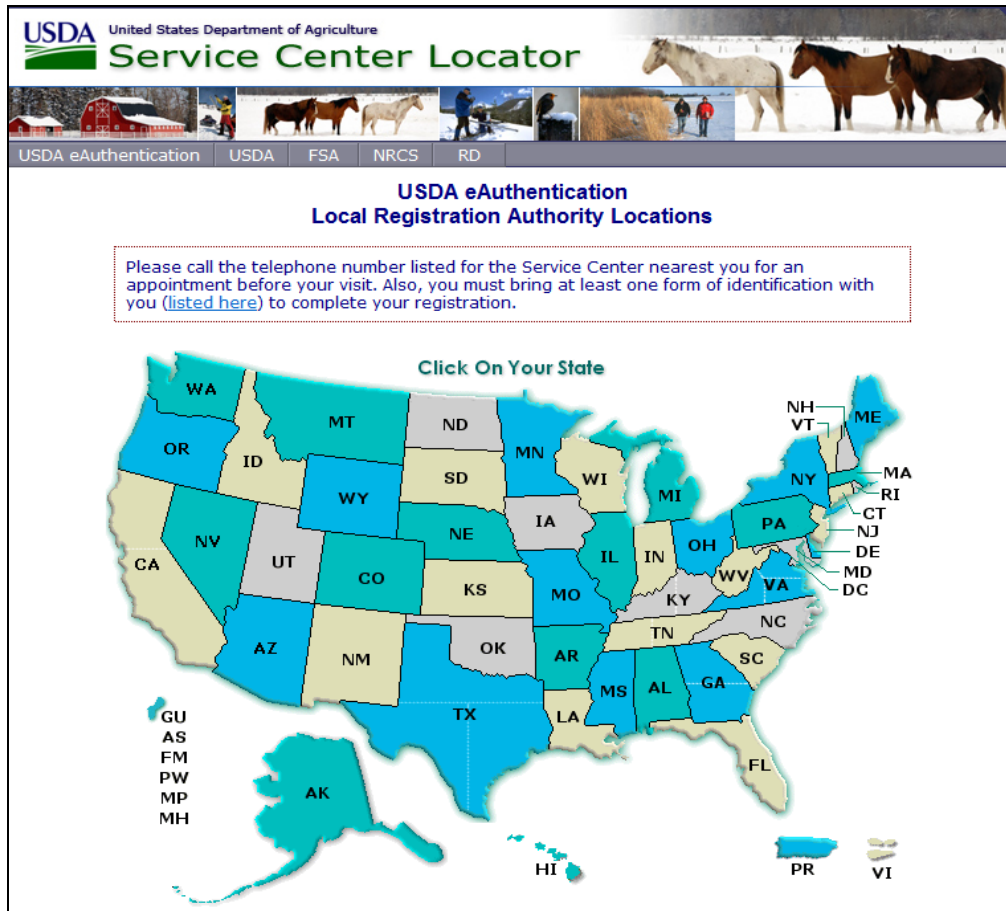 USDA United States Department of Agriculture
Service Center Locator
USDA eAuthentication USDA FSA NRCS RD
USDA eAuthentication
Local Registration Authority Locations
Please call the telephone number listed for the Service Center nearest you for an
appointment before your visit. Also, you must bring at least one form of identification with
you (listed here) to complete your registration.
Click On Your State
WA
MT
ND
MN
NH
ME
VT
OR
ID
SD
WI
NY
MA
WY
MI
RI
CT
IA
PA
NJ
NV
NE
IL
IN
OH
DE
CA
UT
CO
WV
MD
KS
MO
VA
DC
KY
NC
AZ
NM
OK
TN
AR
SC
MS
AL
GA
TX
LA
GU
AS
FM
PW
MP
MH
FL
AK
HI
PR
VI